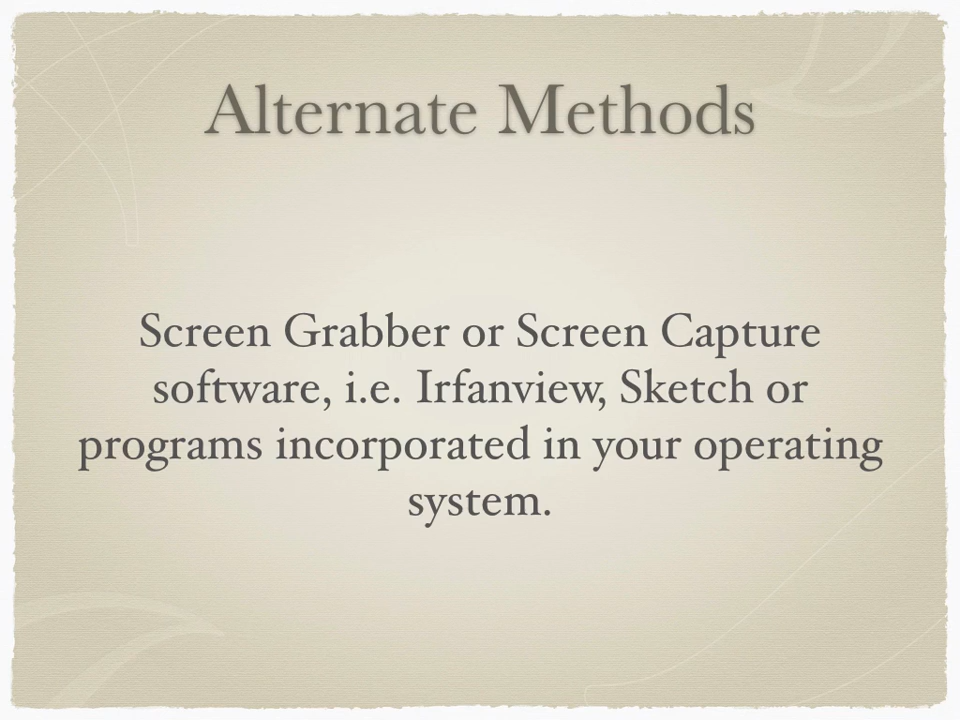 Alternate Methods
Screen Grabber or Screen Capture
software, i.e. Irfanview, Sketch or
programs incorporated in your operating
system.